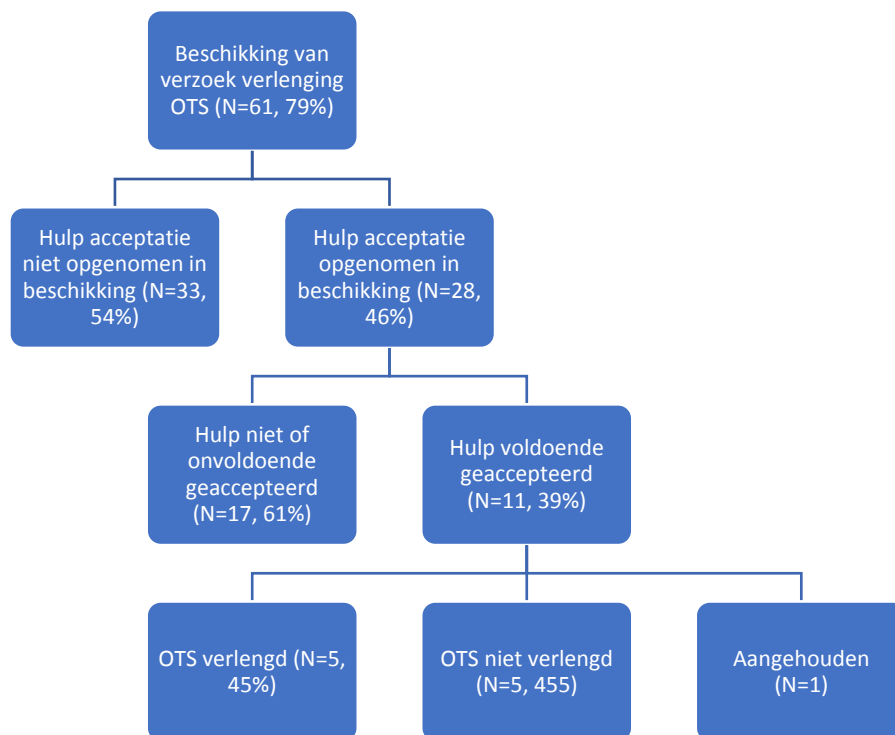 Beschikking van
verzoek verlenging
OTS (N=61, 79%)
Hulp acceptatie
niet opgenomen in
beschikking (N=33,
54%)
Hulp acceptatie
opgenomen in
beschikking (N=28,
46%)
Hulp niet of
onvoldoende
geaccepteerd
(N=17, 61%)
Hulp voldoende
geaccepteerd
(N=11, 39%)
OTS verlengd (N=5,
45%)
OTS niet verlengd
(N=5, 455)
Aangehouden
(N=1)